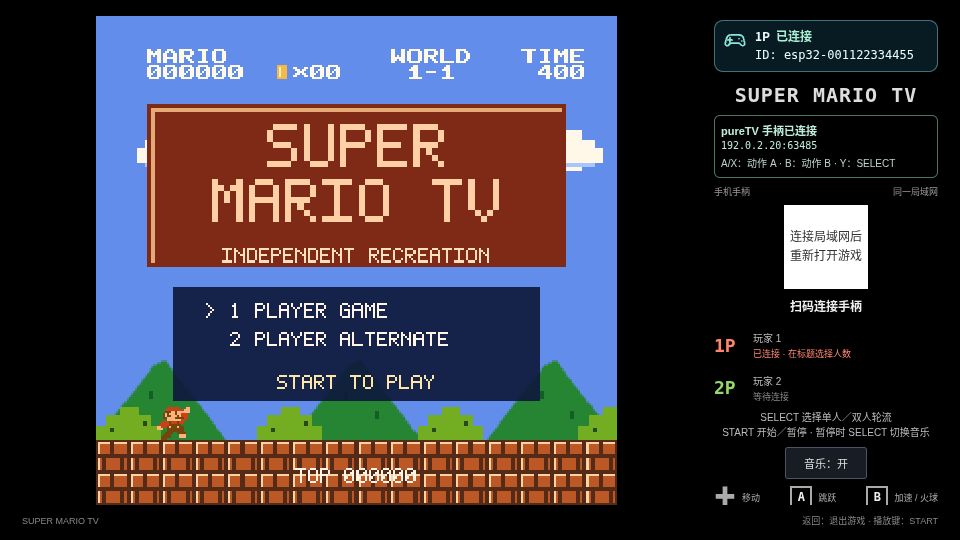 MARIO
000000
×00
WORLD
1-1
TIME
400
SUPER
MARIO TV
INDEPENDENT RECREATION
> 1 PLAYER GAME
2 PLAYER ALTERNATE
START TO PLAY
TOP 000000
SUPER MARIO TV
1P 已连接
ID: esp32-001122334455
SUPER MARIO TV
pureTV 手柄已连接
192.0.2.20:63485
A/X：动作 A · B：动作 B · Y：SELECT
手机手柄
同一局域网
连接局域网后
重新打开游戏
扫码连接手柄
1P
玩家 1
已连接 · 在标题选择人数
2P
玩家 2
等待连接
SELECT 选择单人／双人轮流
START 开始／暂停 · 暂停时 SELECT 切换音乐
音乐：开
移动
A
跳跃
B
加速 / 火球
返回：退出游戏 · 播放键：START